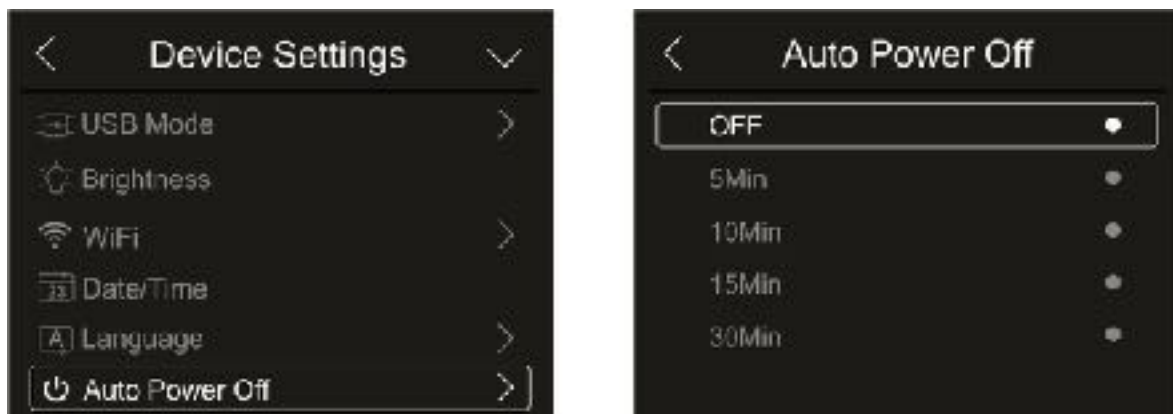 Device Settings
USB Mode
Brightness
WiFi
23
Date/Time
A
Language
Auto Power Off
Auto Power Off
OFF
5Min
10Min
15Min
30Min